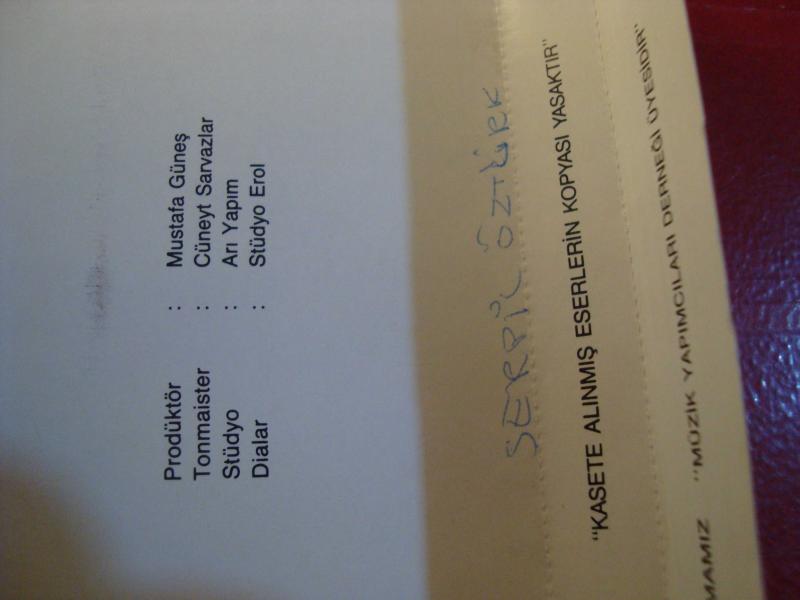 Prodüktör : Mustafa Güneş
Tonmaister : Cüneyt Sarvazlar
Stüdyo : Arı Yapım
Dialar : Stüdyo Erol
SERPİL ÖZTÜRK
"KASETE ALINMIŞ ESERLERİN KOPYASI YASAKTIR"
MAMIZ "MÜZİK YAPIMCILARI DERNEĞİ ÜYESİDİR"